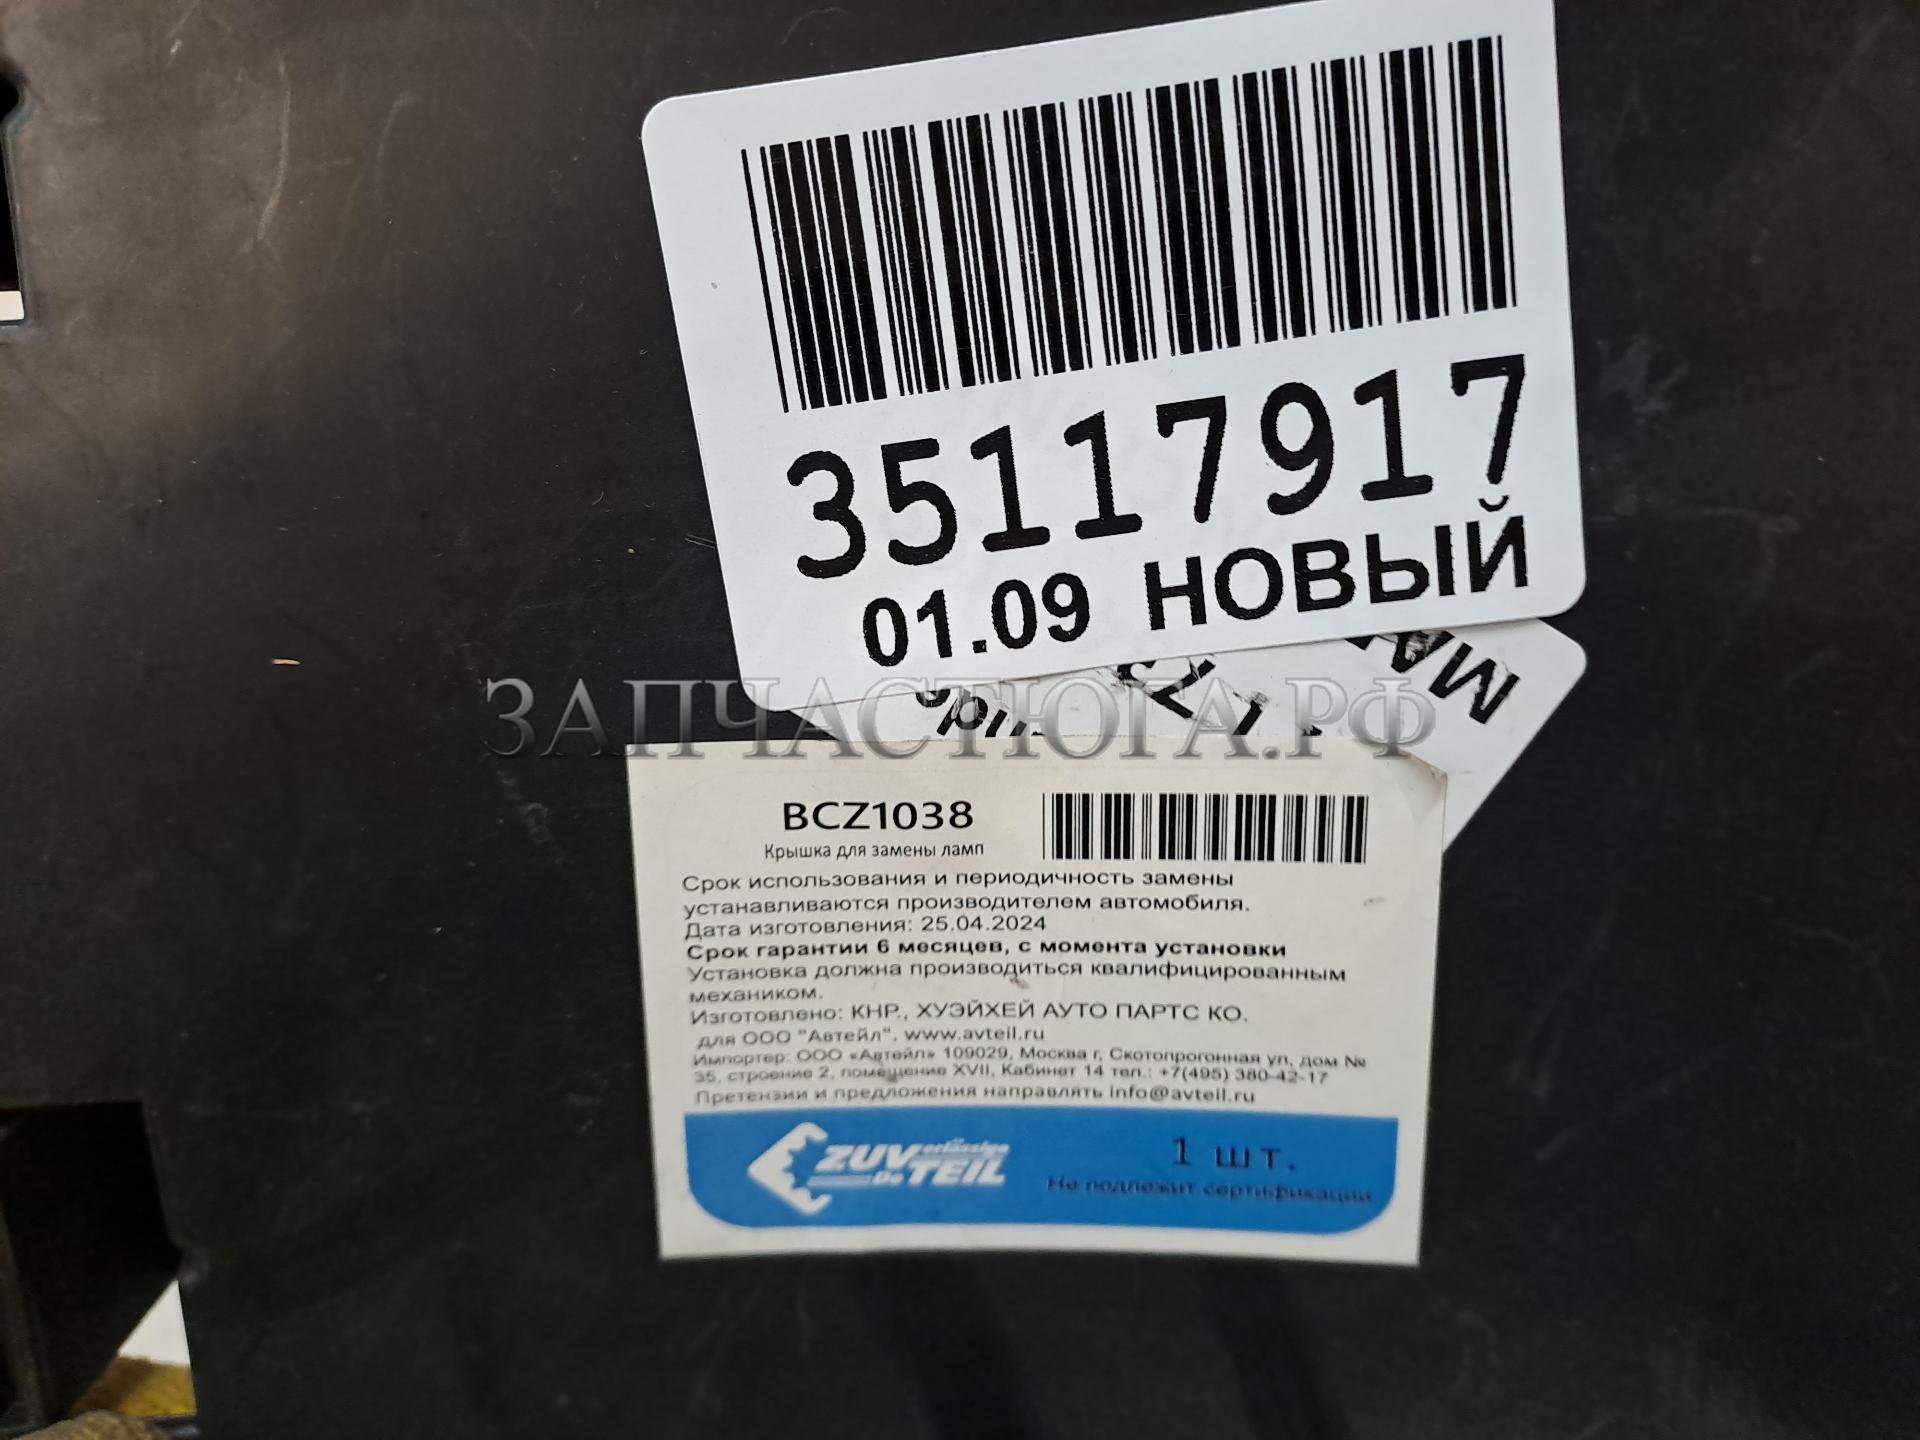 35117917
01.09 НОВЫЙ
ЗАПЧАСТЮГА.РФ
BCZ1038
Крышка для замены ламп
Срок использования и периодичность замены
устанавливаются производителем автомобиля.
Дата изготовления: 25.04.2024
Срок гарантии 6 месяцев, с момента установки
Установка должна производиться квалифицированным
механиком.
Изготовлено: КНР., ХУЭЙХЕЙ АУТО ПАРТС КО.
для ООО "Автейл". www.avteil.ru
Импортер: ООО «Автейл» 109029, Москва г, Скотопрогонная ул, дом №
35, строение 2, помещение XVII, Кабинет 14 тел.: +7(495) 380-42-17
Претензии и предложения направлять info@avteil.ru
ZUVerlässige
De TEIL
1 шт.
Не подлежит сертификации